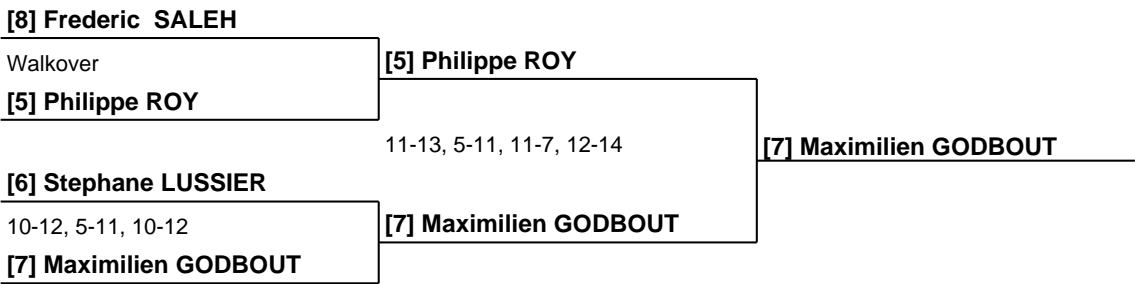 [8] Frederic  SALEH
Walkover
[5] Philippe ROY
[5] Philippe ROY
11-13, 5-11, 11-7, 12-14
[7] Maximilien GODBOUT
[6] Stephane LUSSIER
10-12, 5-11, 10-12
[7] Maximilien GODBOUT
[7] Maximilien GODBOUT